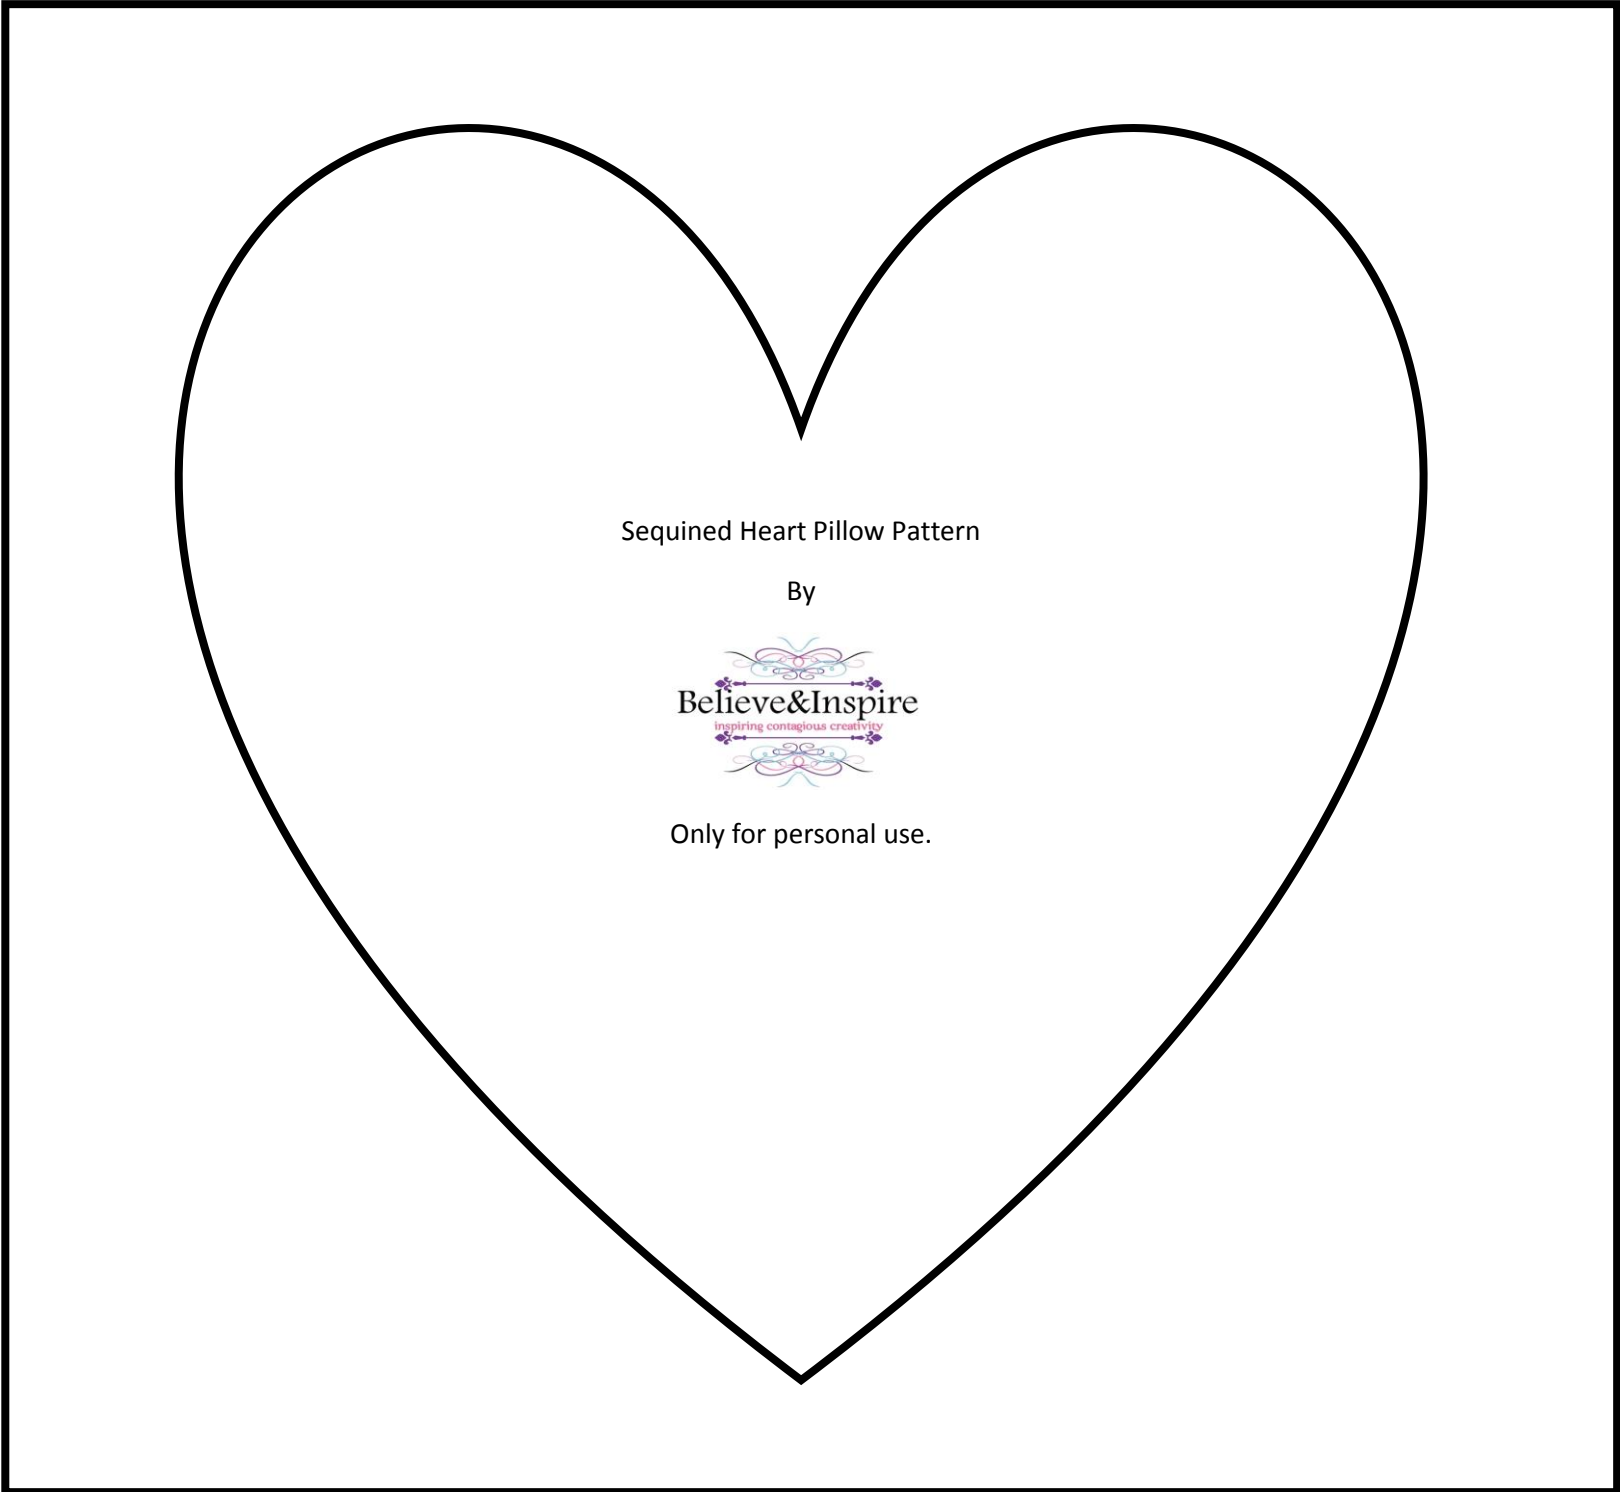 Sequined Heart Pillow Pattern
By
Believe&Inspire
inspiring contagious creativity
Only for personal use.